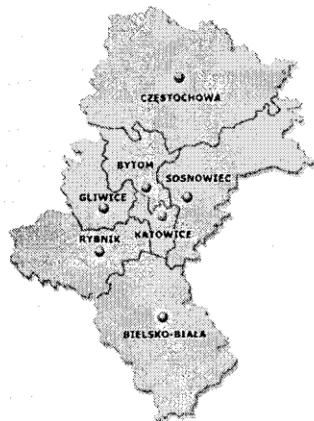 CZĘSTOCHOWA
BYTOM
SOSNOWIEC
GLIWICE
RYBNIK
KATOWICE
BIELSKO-BIAŁA